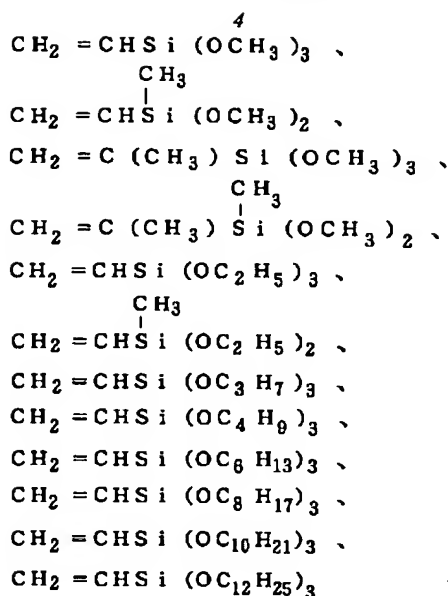 4
CH₂ =CHSi (OCH₃)₃ 、
CH₃
|
CH₂ =CHSi (OCH₃)₂ 、
CH₂ =C (CH₃) Si (OCH₃)₃ 、
CH₃
|
CH₂ =C (CH₃) Si (OCH₃)₂ 、
CH₂ =CHSi (OC₂H₅)₃ 、
CH₃
|
CH₂ =CHSi (OC₂H₅)₂ 、
CH₂ =CHSi (OC₃H₇)₃ 、
CH₂ =CHSi (OC₄H₉)₃ 、
CH₂ =CHSi (OC₆H₁₃)₃ 、
CH₂ =CHSi (OC₈H₁₇)₃ 、
CH₂ =CHSi (OC₁₀H₂₁)₃ 、
CH₂ =CHSi (OC₁₂H₂₅)₃